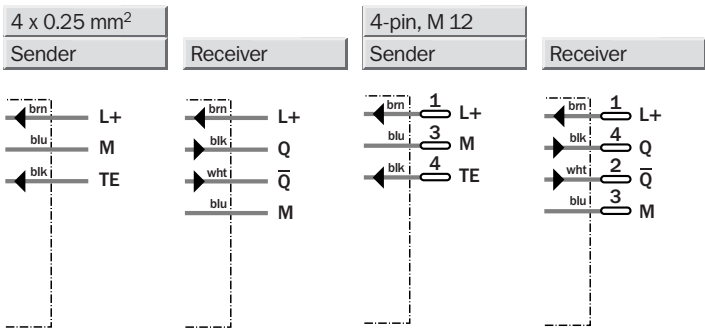 4 x 0.25 mm²
Sender
Receiver
brn L+
blu M
blk TE
brn L+
blk Q
wht Q̅
blu M
4-pin, M 12
Sender
Receiver
brn 1 L+
blu 3 M
blk 4 TE
brn 1 L+
blk 4 Q
wht 2 Q̅
blu 3 M